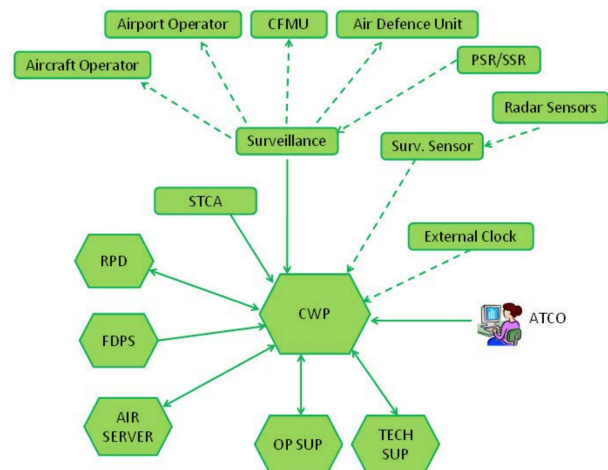 Airport Operator
CFMU
Air Defence Unit
Aircraft Operator
PSR/SSR
Radar Sensors
Surveillance
Surv. Sensor
STCA
External Clock
RPD
CWP
ATCO
FDPS
AIR
SERVER
OP SUP
TECH
SUP